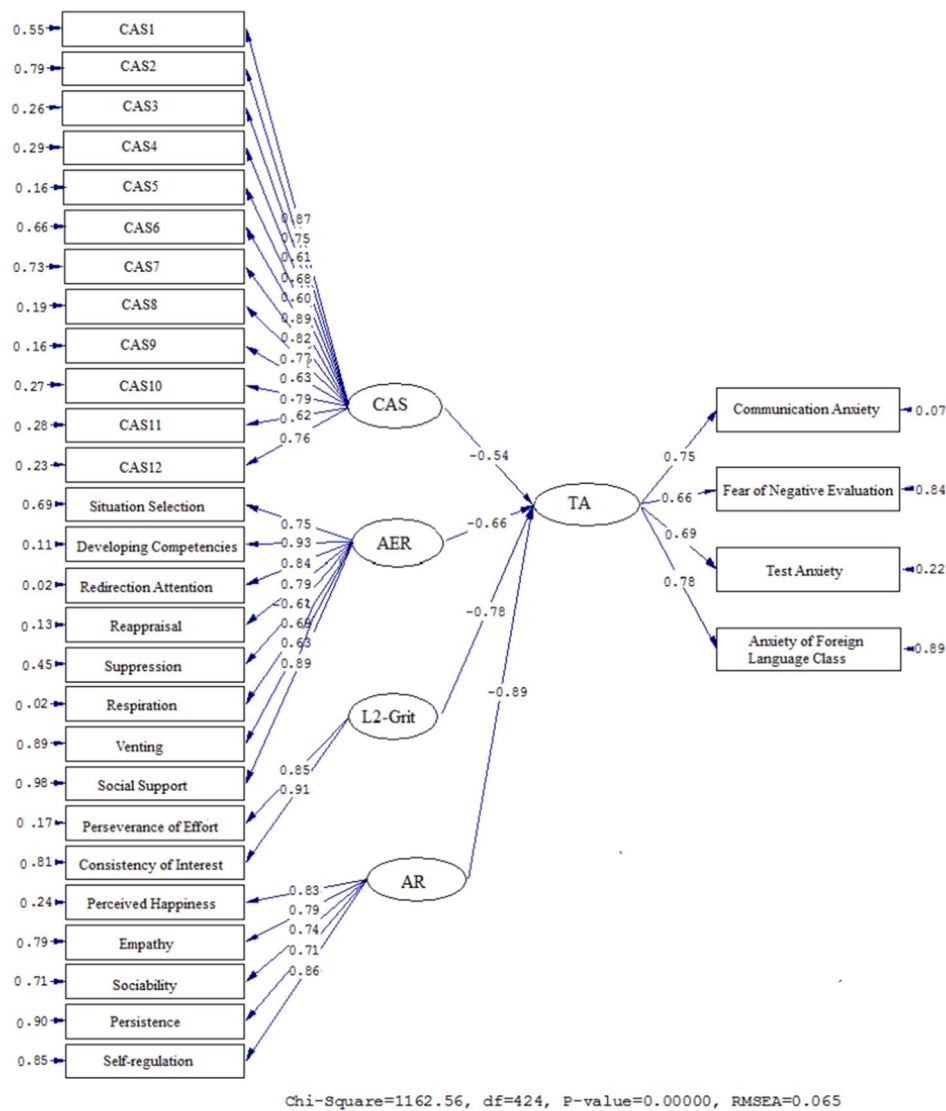 0.55 CAS1
0.79 CAS2
0.26 CAS3
0.29 CAS4
0.16 CAS5
0.66 CAS6
0.73 CAS7
0.19 CAS8
0.16 CAS9
0.27 CAS10
0.28 CAS11
0.23 CAS12
0.69 Situation Selection
0.11 Developing Competencies
0.02 Redirection Attention
0.13 Reappraisal
0.45 Suppression
0.02 Respiration
0.89 Venting
0.98 Social Support
0.17 Perseverance of Effort
0.81 Consistency of Interest
0.24 Perceived Happiness
0.79 Empathy
0.71 Sociability
0.90 Persistence
0.85 Self-regulation
0.87
0.75
0.61
0.68
0.60
0.89
0.82
0.77
0.63
0.79
0.62
0.76
CAS
0.75
0.93
0.84
0.79
-0.61
0.69
0.63
0.89
AER
0.85
0.91
L2-Grit
0.83
0.79
0.74
0.71
0.86
AR
-0.54
-0.66
-0.78
-0.89
TA
0.75
0.66
0.69
0.78
Communication Anxiety 0.07
Fear of Negative Evaluation 0.84
Test Anxiety 0.22
Anxiety of Foreign
Language Class 0.89
Chi-Square=1162.56, df=424, P-value=0.00000, RMSEA=0.065